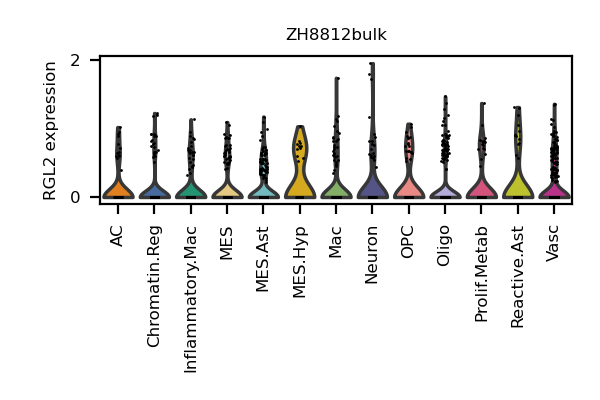 ZH8812bulk
RGL2 expression
2
0
AC
Chromatin.Reg
Inflammatory.Mac
MES
MES.Ast
MES.Hyp
Mac
Neuron
OPC
Oligo
Prolif.Metab
Reactive.Ast
Vasc